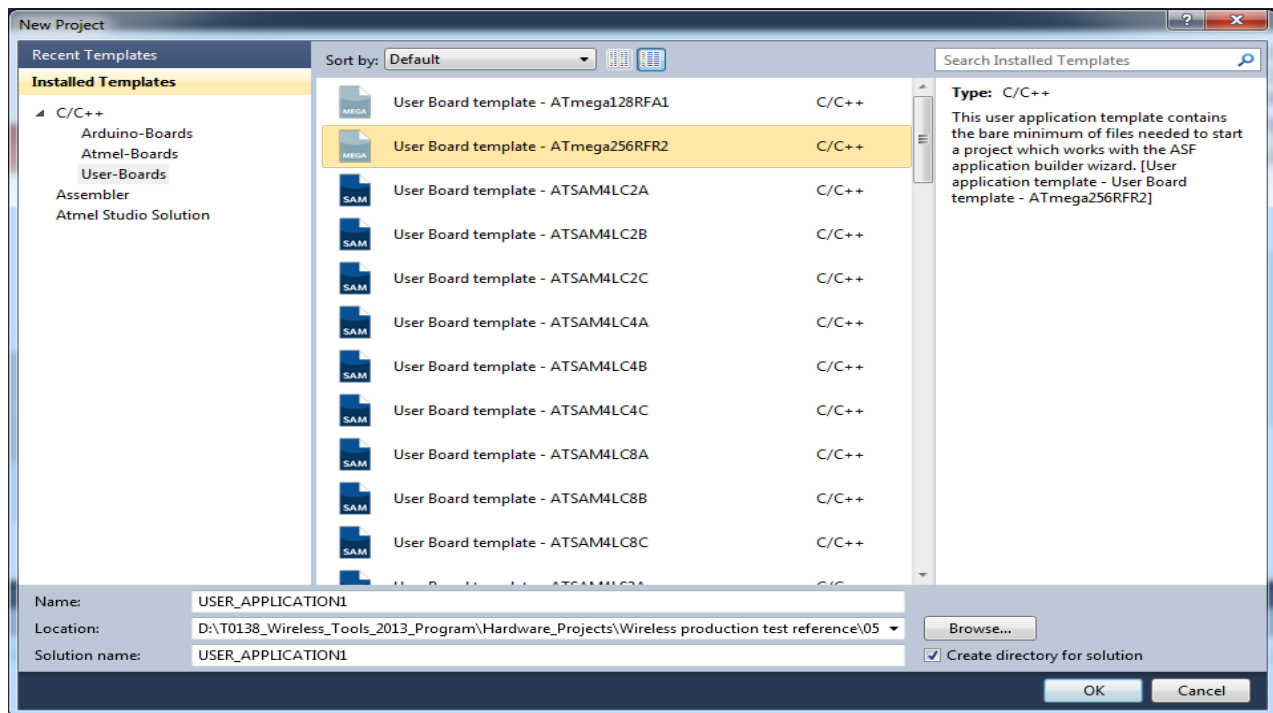 New Project
?
Recent Templates
Installed Templates
C/C++
Arduino-Boards
Atmel-Boards
User-Boards
Assembler
Atmel Studio Solution
Sort by: Default
MEGA User Board template - ATmega128RFA1 C/C++
MEGA User Board template - ATmega256RFR2 C/C++
SAM User Board template - ATSAM4LC2A C/C++
SAM User Board template - ATSAM4LC2B C/C++
SAM User Board template - ATSAM4LC2C C/C++
SAM User Board template - ATSAM4LC4A C/C++
SAM User Board template - ATSAM4LC4B C/C++
SAM User Board template - ATSAM4LC4C C/C++
SAM User Board template - ATSAM4LC8A C/C++
SAM User Board template - ATSAM4LC8B C/C++
SAM User Board template - ATSAM4LC8C C/C++
Search Installed Templates
Type: C/C++
This user application template contains
the bare minimum of files needed to start
a project which works with the ASF
application builder wizard. [User
application template - User Board
template - ATmega256RFR2]
Name: USER_APPLICATION1
Location: D:\T0138_Wireless_Tools_2013_Program\Hardware_Projects\Wireless production test reference\05
Browse...
Solution name: USER_APPLICATION1
Create directory for solution
OK Cancel